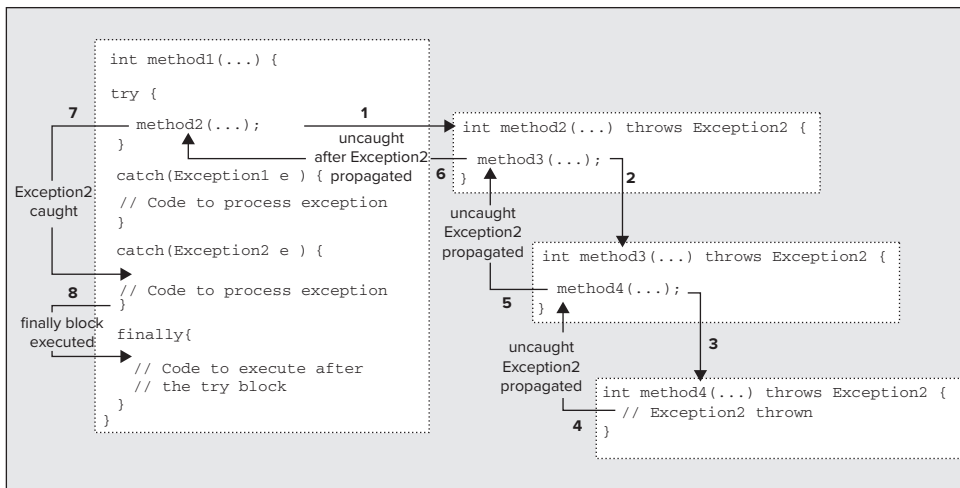 int method1(...) {
try {
method2(...);
}
catch(Exception1 e ) {
// Code to process exception
}
catch(Exception2 e ) {
// Code to process exception
}
finally{
// Code to execute after
// the try block
}
}
7
Exception2
caught
8
finally block
executed
1
uncaught
after Exception2
propagated
6
int method2(...) throws Exception2 {
method3(...);
}
2
uncaught
Exception2
propagated
5
int method3(...) throws Exception2 {
method4(...);
}
3
uncaught
Exception2
propagated
4
int method4(...) throws Exception2 {
// Exception2 thrown
}